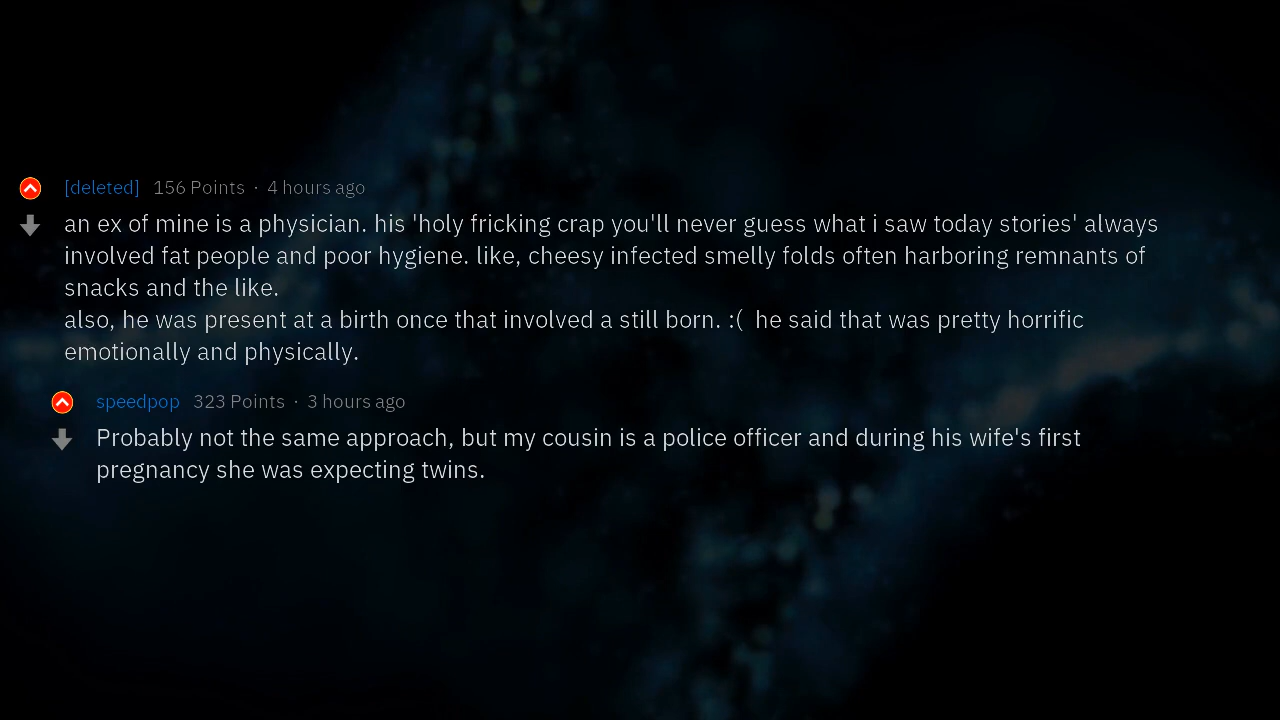 [deleted] 156 Points · 4 hours ago
an ex of mine is a physician. his 'holy fricking crap you'll never guess what i saw today stories' always
involved fat people and poor hygiene. like, cheesy infected smelly folds often harboring remnants of
snacks and the like.
also, he was present at a birth once that involved a still born. :(  he said that was pretty horrific
emotionally and physically.
speedpop 323 Points · 3 hours ago
Probably not the same approach, but my cousin is a police officer and during his wife's first
pregnancy she was expecting twins.